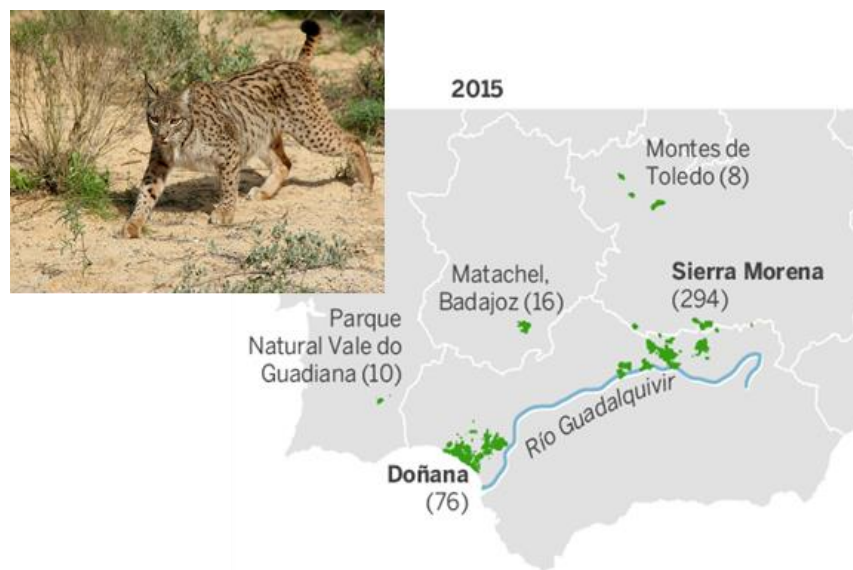 2015
Montes de
Toledo (8)
Sierra Morena
(294)
Matachel,
Badajoz (16)
Parque
Natural Vale do
Guadiana (10)
Río Guadalquivir
Doñana
(76)